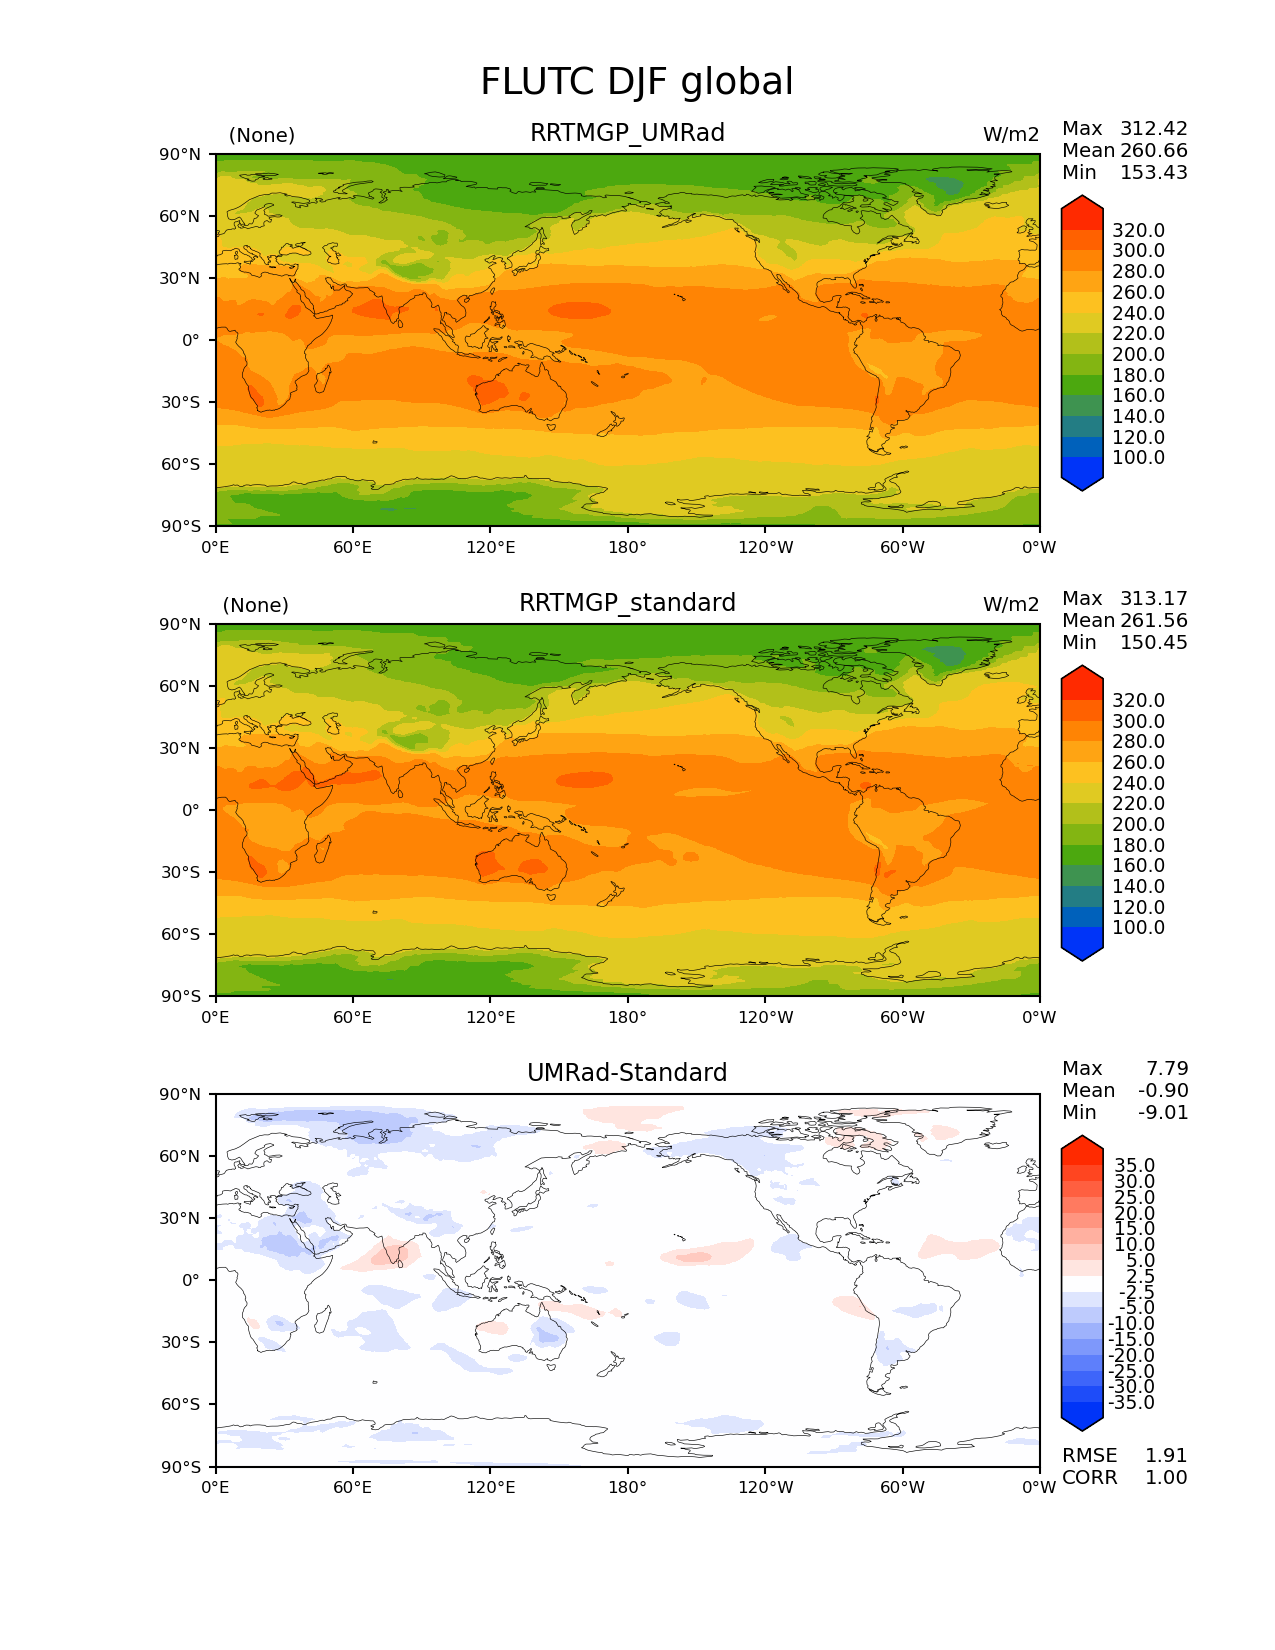 FLUTC DJF global
(None) RRTMGP_UMRad W/m2
Max 312.42
Mean 260.66
Min 153.43
90°N
60°N
30°N
0°
30°S
60°S
90°S
0°E 60°E 120°E 180° 120°W 60°W 0°W
320.0
300.0
280.0
260.0
240.0
220.0
200.0
180.0
160.0
140.0
120.0
100.0
(None) RRTMGP_standard W/m2
Max 313.17
Mean 261.56
Min 150.45
90°N
60°N
30°N
0°
30°S
60°S
90°S
0°E 60°E 120°E 180° 120°W 60°W 0°W
320.0
300.0
280.0
260.0
240.0
220.0
200.0
180.0
160.0
140.0
120.0
100.0
UMRad-Standard
Max 7.79
Mean -0.90
Min -9.01
90°N
60°N
30°N
0°
30°S
60°S
90°S
0°E 60°E 120°E 180° 120°W 60°W 0°W
35.0
30.0
25.0
20.0
15.0
10.0
5.0
2.5
-2.5
-5.0
-10.0
-15.0
-20.0
-25.0
-30.0
-35.0
RMSE 1.91
CORR 1.00